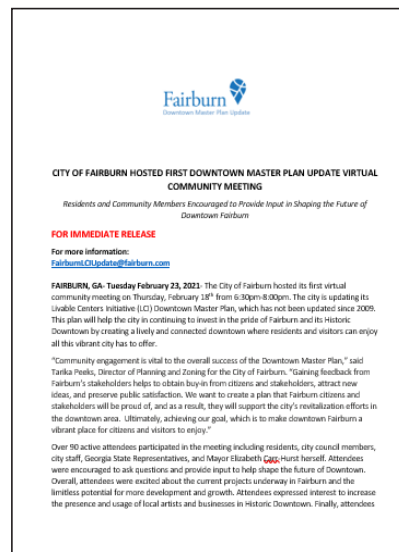 Fairburn
Downtown Master Plan Update
CITY OF FAIRBURN HOSTED FIRST DOWNTOWN MASTER PLAN UPDATE VIRTUAL
COMMUNITY MEETING
Residents and Community Members Encouraged to Provide Input in Shaping the Future of
Downtown Fairburn
FOR IMMEDIATE RELEASE
For more information:
FairburnLCIUpdate@fairburn.com
FAIRBURN, GA- Tuesday February 23, 2021- The City of Fairburn hosted its first virtual
community meeting on Thursday, February 18th from 6:30pm-8:00pm. The city is updating its
Livable Centers Initiative (LCI) Downtown Master Plan, which has not been updated since 2009.
This plan will help the city in continuing to invest in the pride of Fairburn and its Historic
Downtown by creating a lively and connected downtown where residents and visitors can enjoy
all this vibrant city has to offer.
“Community engagement is vital to the overall success of the Downtown Master Plan,” said
Tarika Peeks, Director of Planning and Zoning for the City of Fairburn. “Gaining feedback from
Fairburn’s stakeholders helps to obtain buy-in from citizens and stakeholders, attract new
ideas, and preserve public satisfaction. We want to create a plan that Fairburn citizens and
stakeholders will be proud of, and as a result, they will support the city’s revitalization efforts in
the downtown area.  Ultimately, achieving our goal, which is to make downtown Fairburn a
vibrant place for citizens and visitors to enjoy.”
Over 90 active attendees participated in the meeting including residents, city council members,
city staff, Georgia State Representatives, and Mayor Elizabeth Carr-Hurst herself. Attendees
were encouraged to ask questions and provide input to help shape the future of Downtown.
Overall, attendees were excited about the current projects underway in Fairburn and the
limitless potential for more development and growth. Attendees expressed interest to increase
the presence and usage of local artists and businesses in Historic Downtown. Finally, attendees